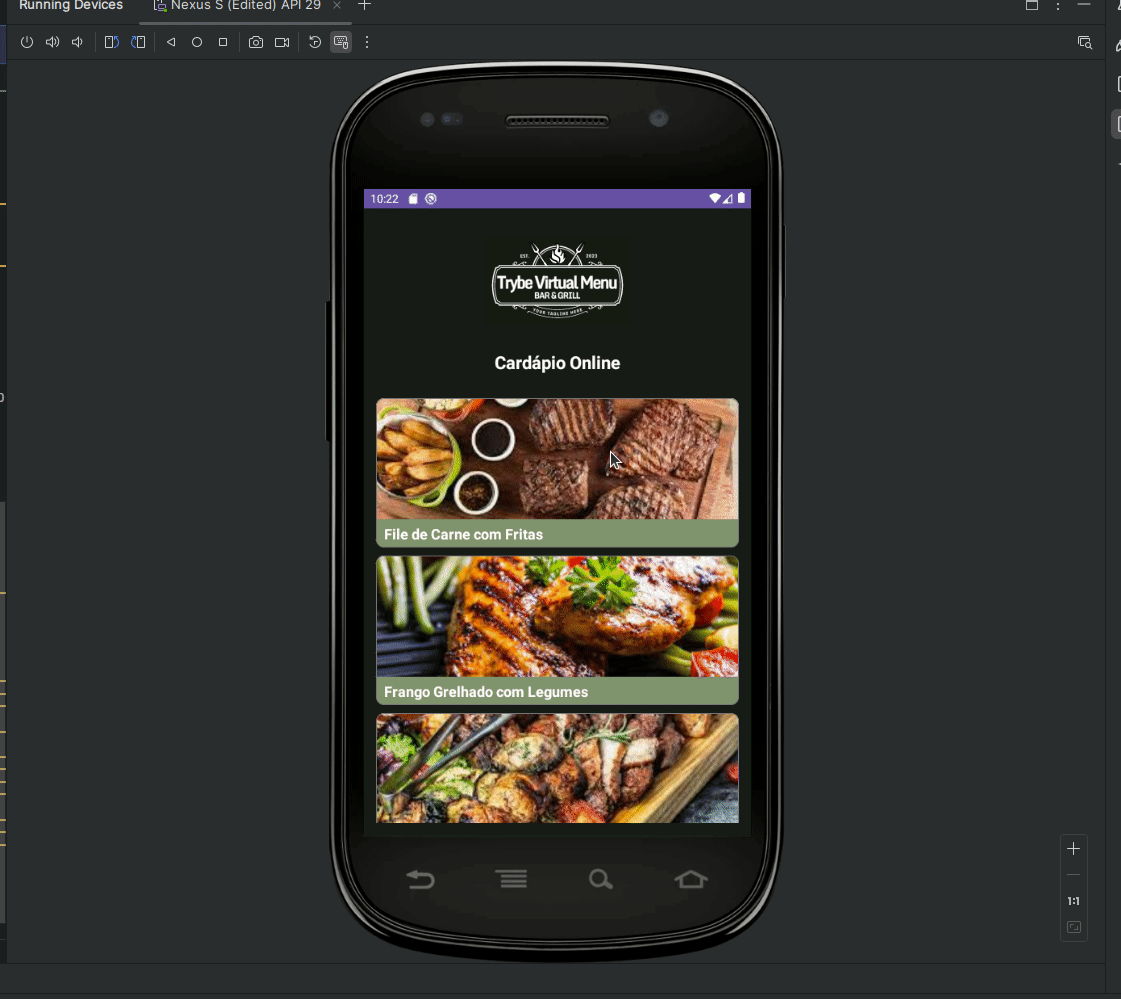 Running Devices
Nexus S (Edited) API 29
10:22
EST.
2023
Trybe Virtual Menu
BAR & GRILL
YOUR TAGLINE HERE
Cardápio Online
File de Carne com Fritas
Frango Grelhado com Legumes
1:1